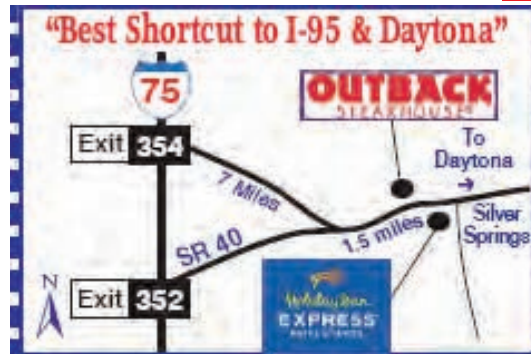 "Best Shortcut to I-95 & Daytona"
75
OUTBACK
STEAKHOUSE®
Exit 354
To
Daytona
7 Miles
SR 40
1.5 miles
Silver
Springs
N
Exit 352
Holiday Inn
EXPRESS